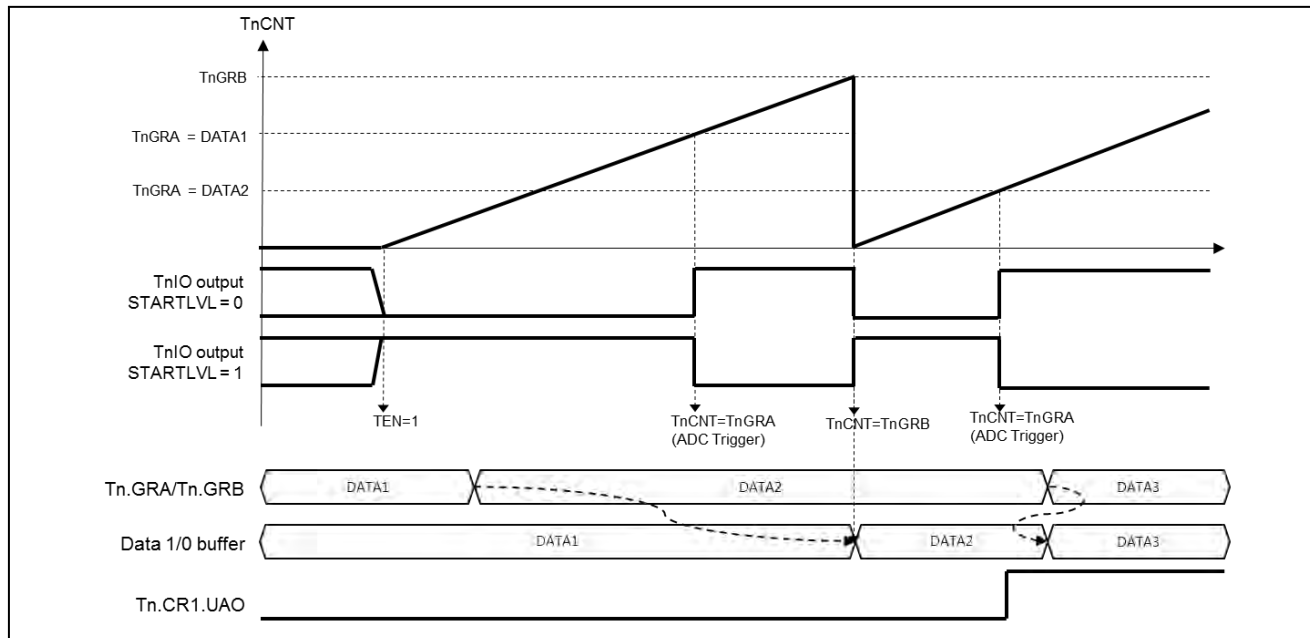 TnCNT
TnGRB
TnGRA = DATA1
TnGRA = DATA2
TnIO output
STARTLVL = 0
TnIO output
STARTLVL = 1
TEN=1
TnCNT=TnGRA
(ADC Trigger)
TnCNT=TnGRB
TnCNT=TnGRA
(ADC Trigger)
Tn.GRA/Tn.GRB
DATA1
DATA2
DATA3
Data 1/0 buffer
DATA1
DATA2
DATA3
Tn.CR1.UAO